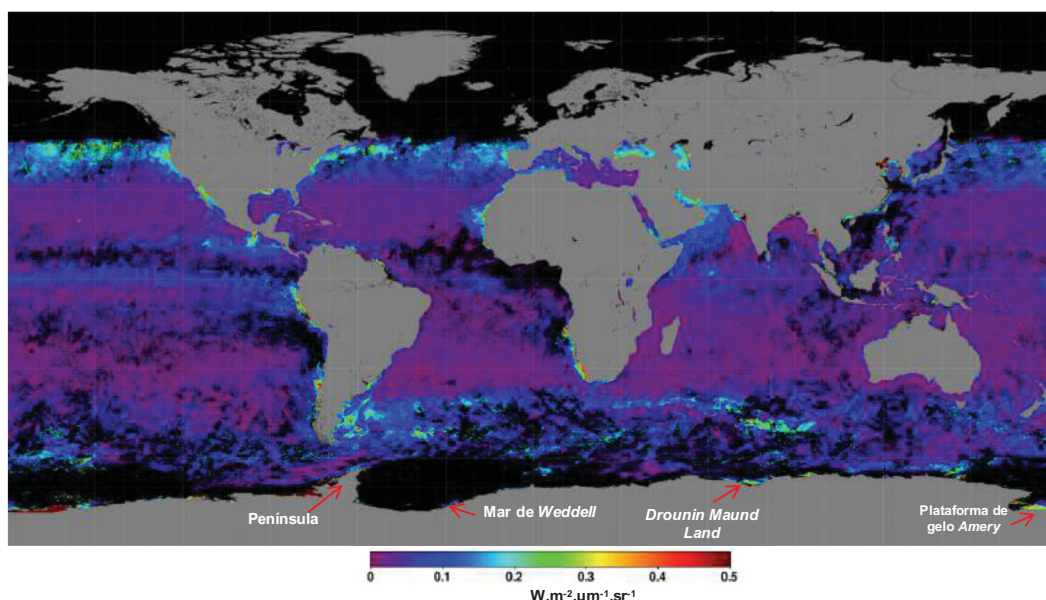 Península
Mar de Weddell
Drounin Maund
Land
Plataforma de
gelo Amery
0 0.1 0.2 0.3 0.4 0.5
W.m-2.um-1.sr-1